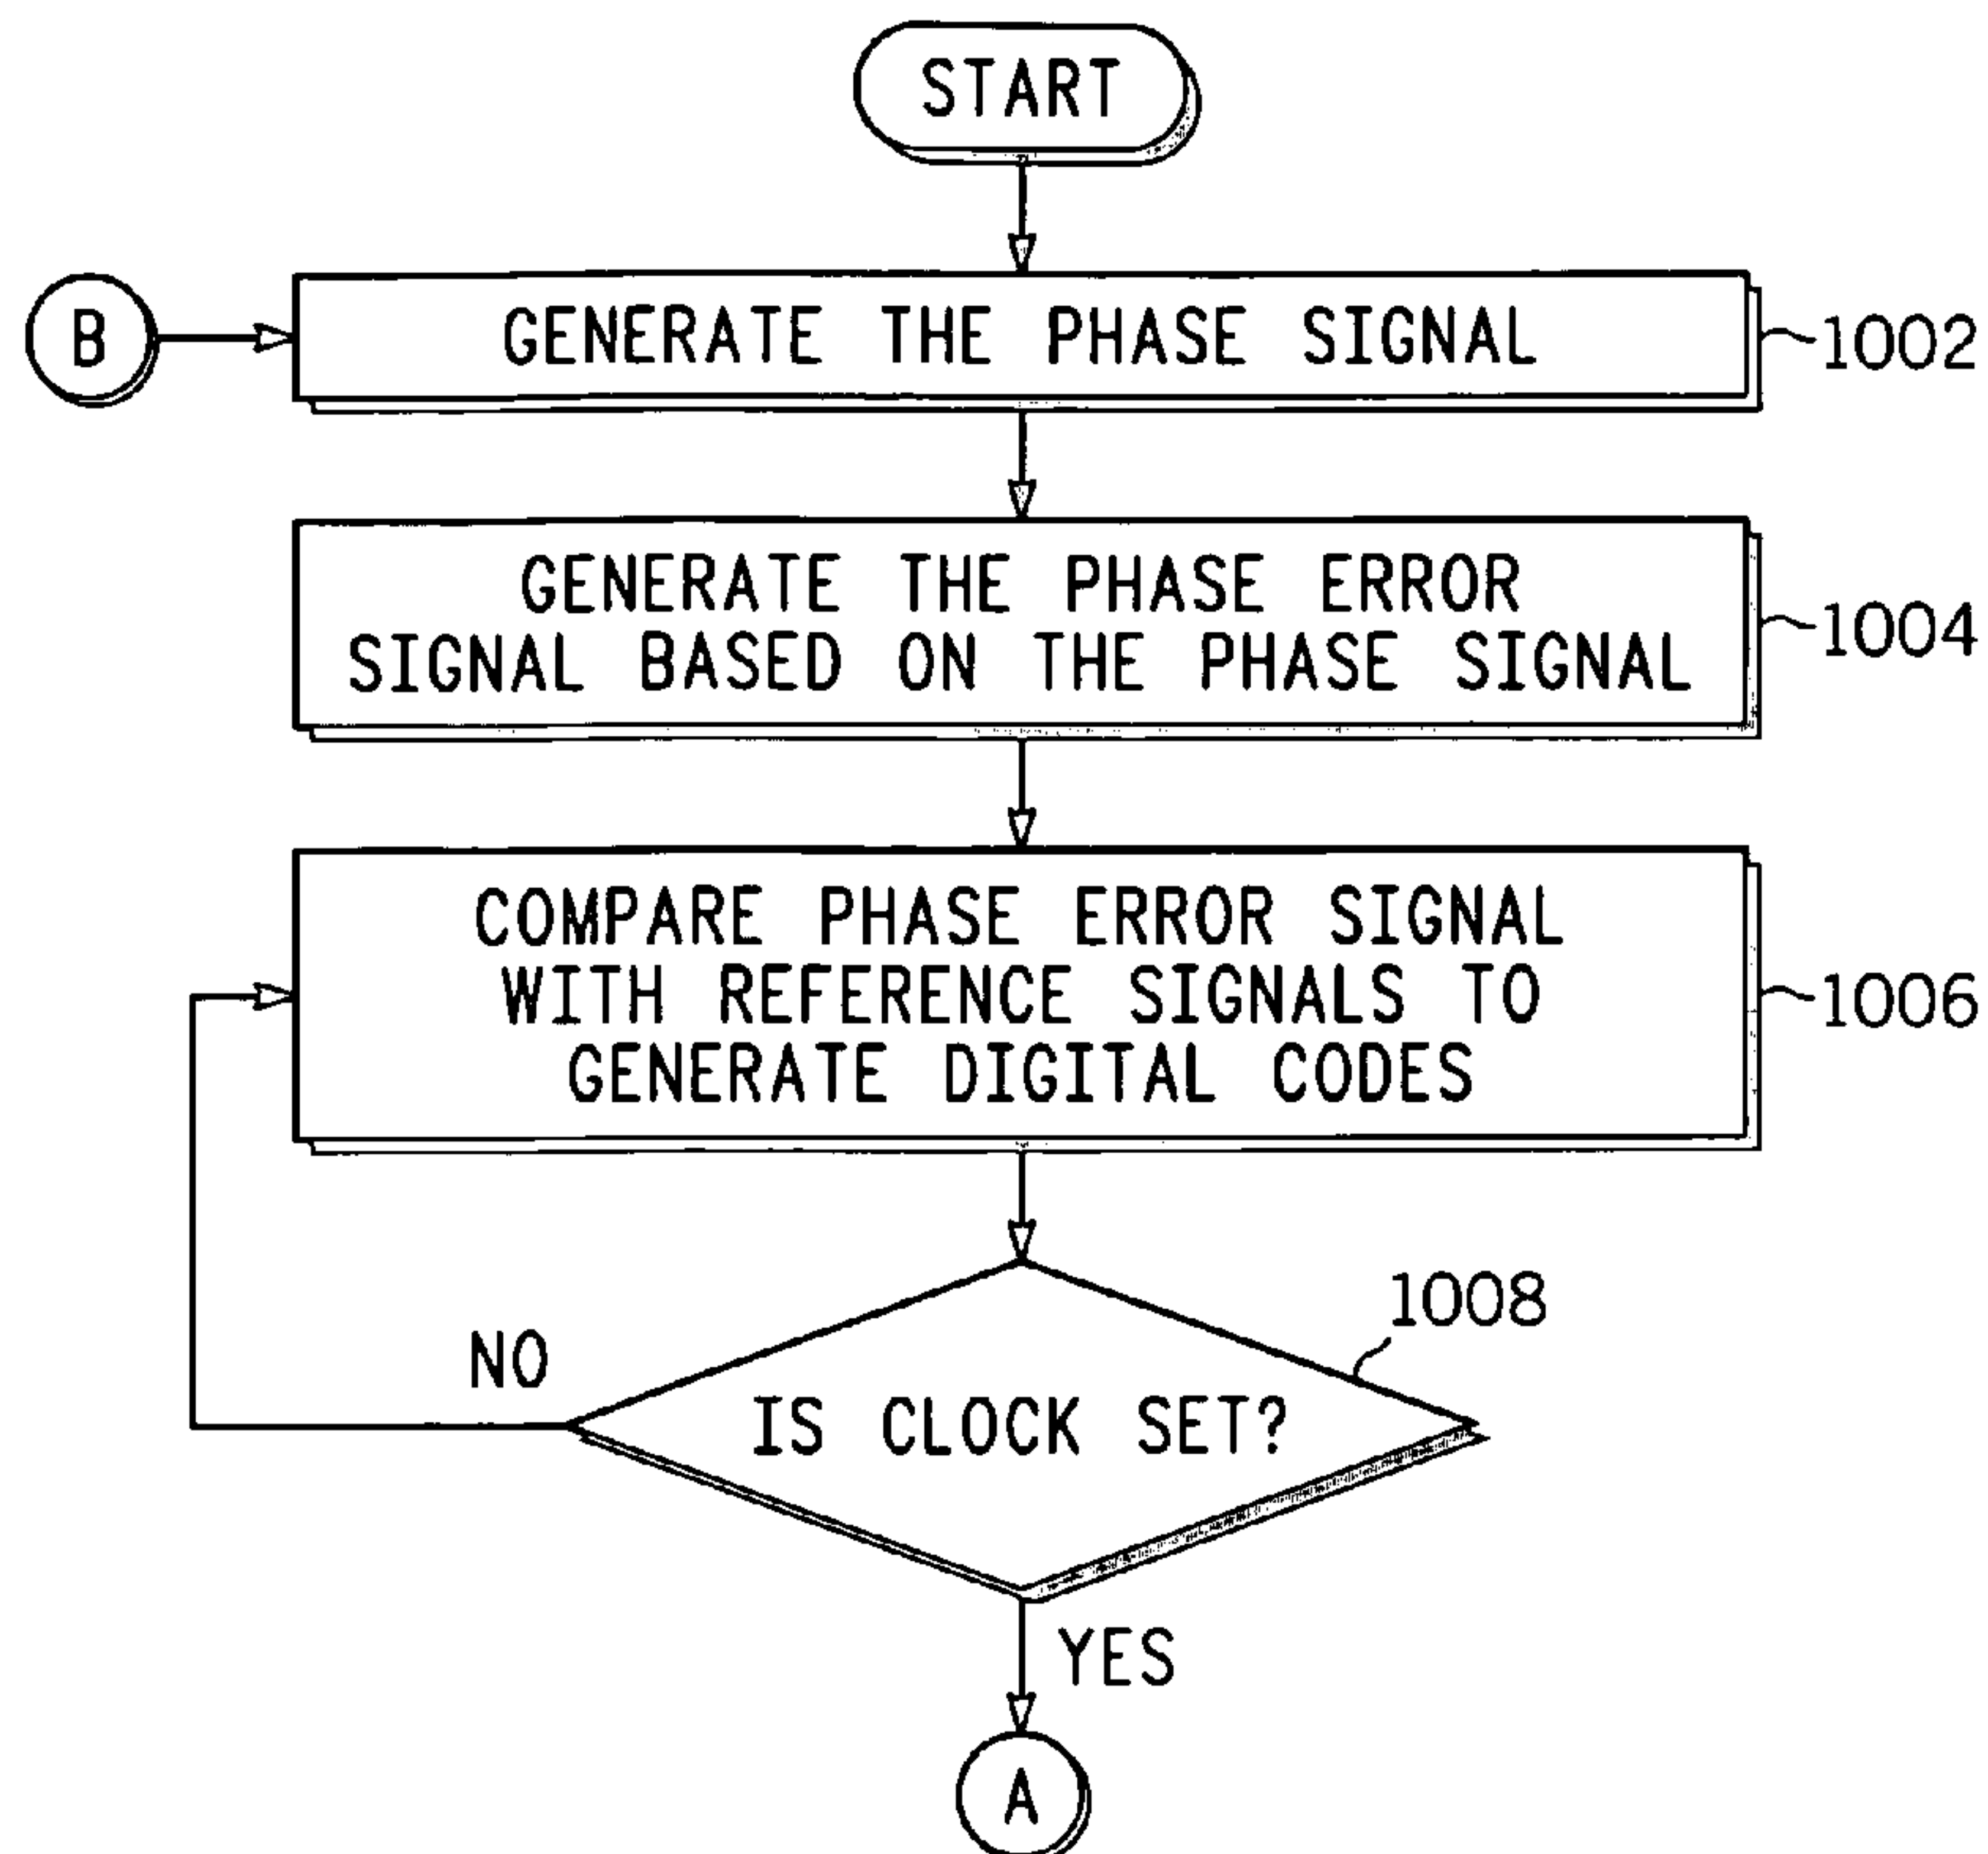 START
B
GENERATE THE PHASE SIGNAL
1002
GENERATE THE PHASE ERROR
SIGNAL BASED ON THE PHASE SIGNAL
1004
COMPARE PHASE ERROR SIGNAL
WITH REFERENCE SIGNALS TO
GENERATE DIGITAL CODES
1006
1008
NO
IS CLOCK SET?
YES
A